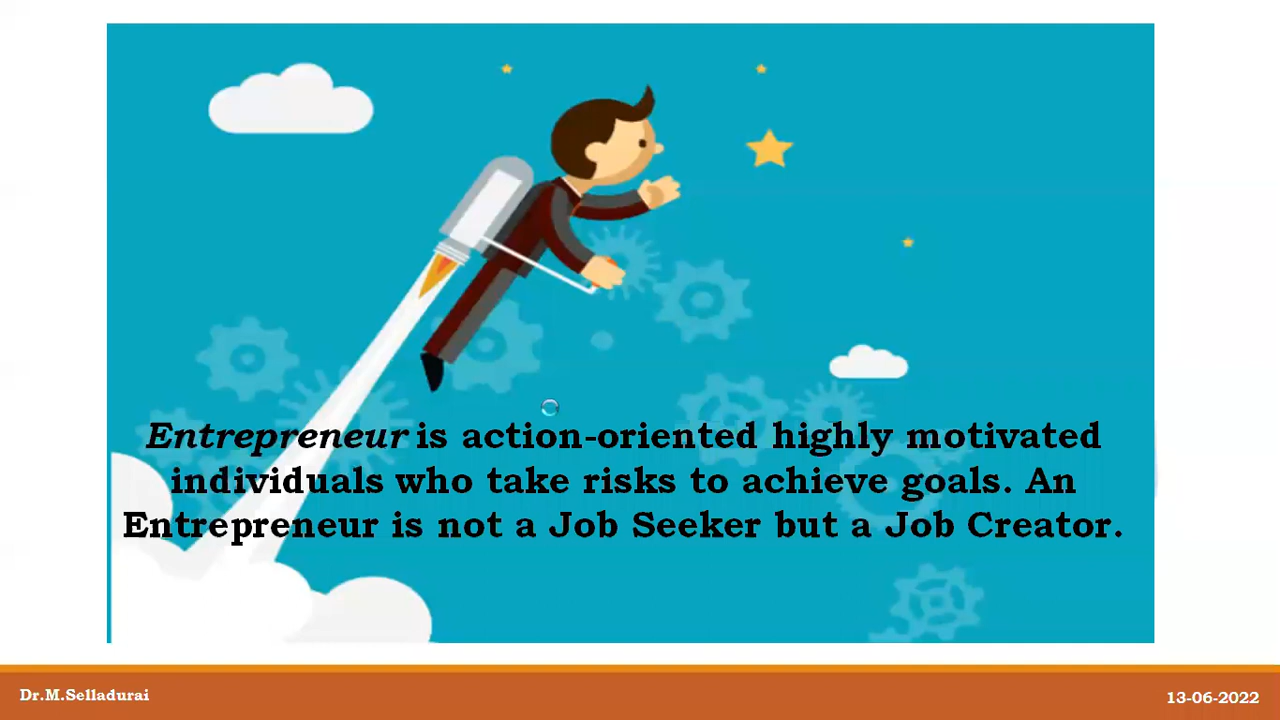 Entrepreneur is action-oriented highly motivated
individuals who take risks to achieve goals. An
Entrepreneur is not a Job Seeker but a Job Creator.
Dr.M.Selladurai
13-06-2022